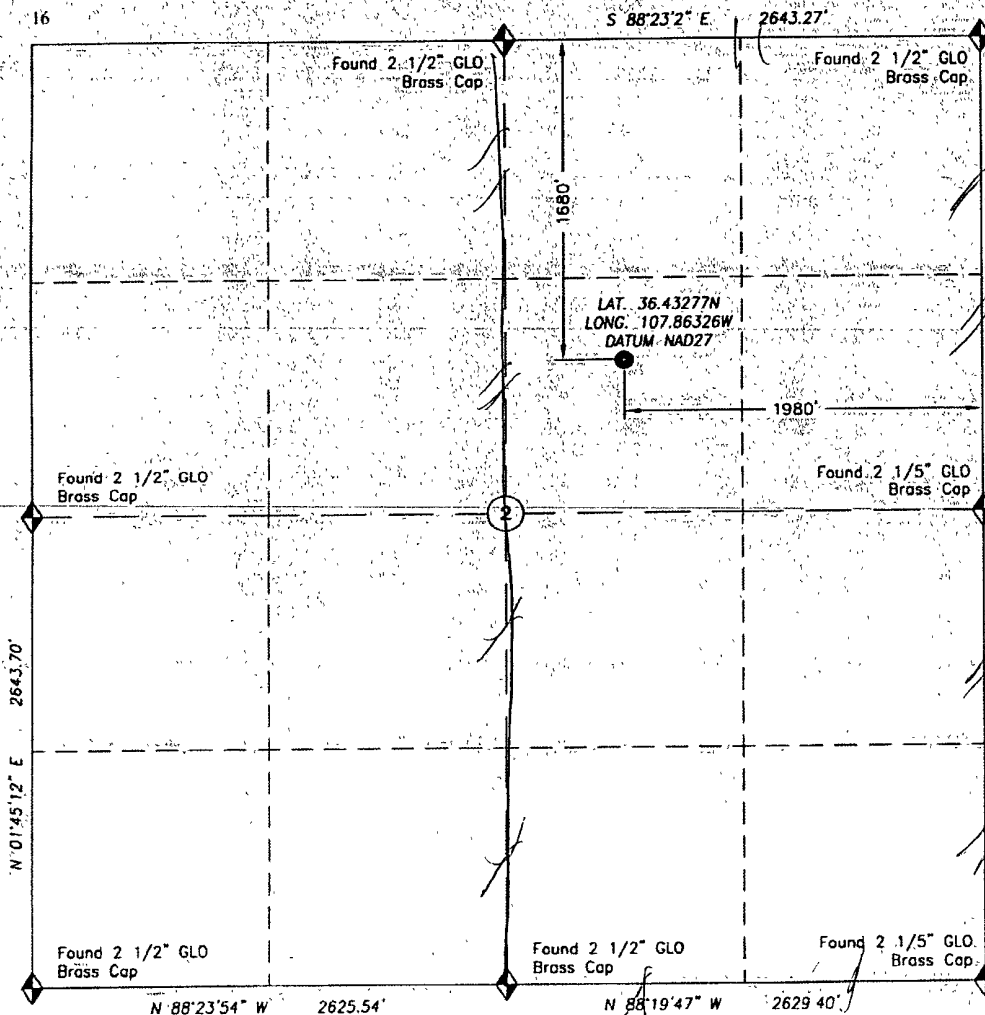 16
S 88°23'2" E 2643.27'
Found 2 1/2" GLO
Brass Cap
Found 2 1/2" GLO
Brass Cap
1680'
LAT. 36.43277N
LONG. 107.86326W
DATUM NAD27
1980'
Found 2 1/2" GLO
Brass Cap
Found 2 1/5" GLO
Brass Cap
2
N 01°45'12" E 2643.70'
Found 2 1/2" GLO
Brass Cap
Found 2 1/2" GLO
Brass Cap
Found 2 1/5" GLO
Brass Cap
N 88°23'54" W 2625.54'
N 88°19'47" W 2629 40'